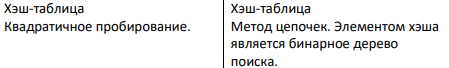 Хэш-таблица
Квадратичное пробирование.
Хэш-таблица
Метод цепочек. Элементом хэша
является бинарное дерево
поиска.